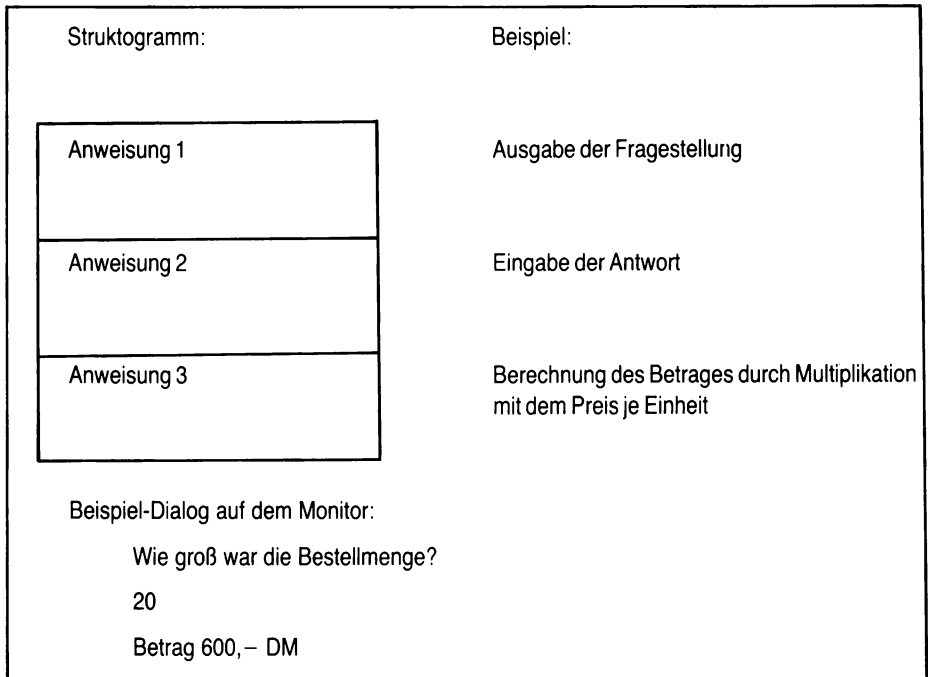 Struktogramm: Beispiel:
Anweisung 1 Ausgabe der Fragestellung
Anweisung 2 Eingabe der Antwort
Anweisung 3 Berechnung des Betrages durch Multiplikation
mit dem Preis je Einheit
Beispiel-Dialog auf dem Monitor:
Wie groß war die Bestellmenge?
20
Betrag 600,– DM